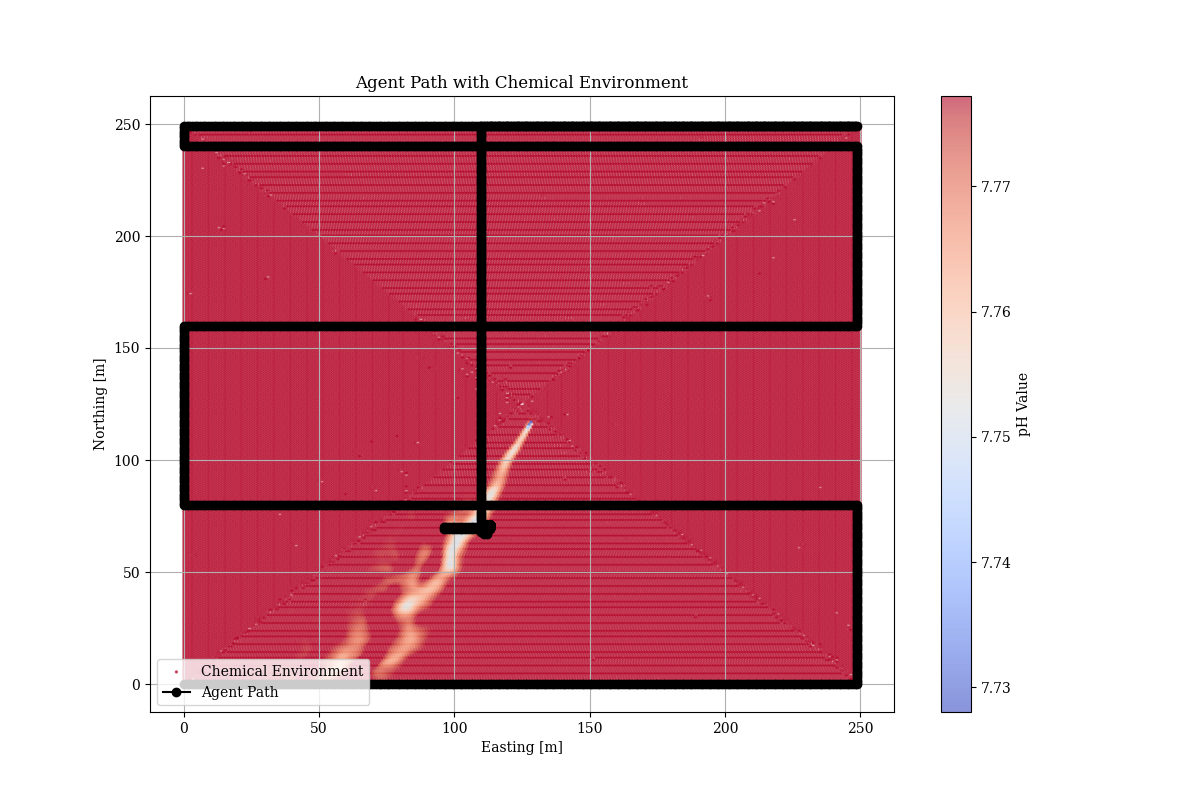 Agent Path with Chemical Environment
250
200
150
100
50
0
Northing [m]
0 50 100 150 200 250
Easting [m]
Chemical Environment
Agent Path
7.77
7.76
7.75
7.74
7.73
pH Value